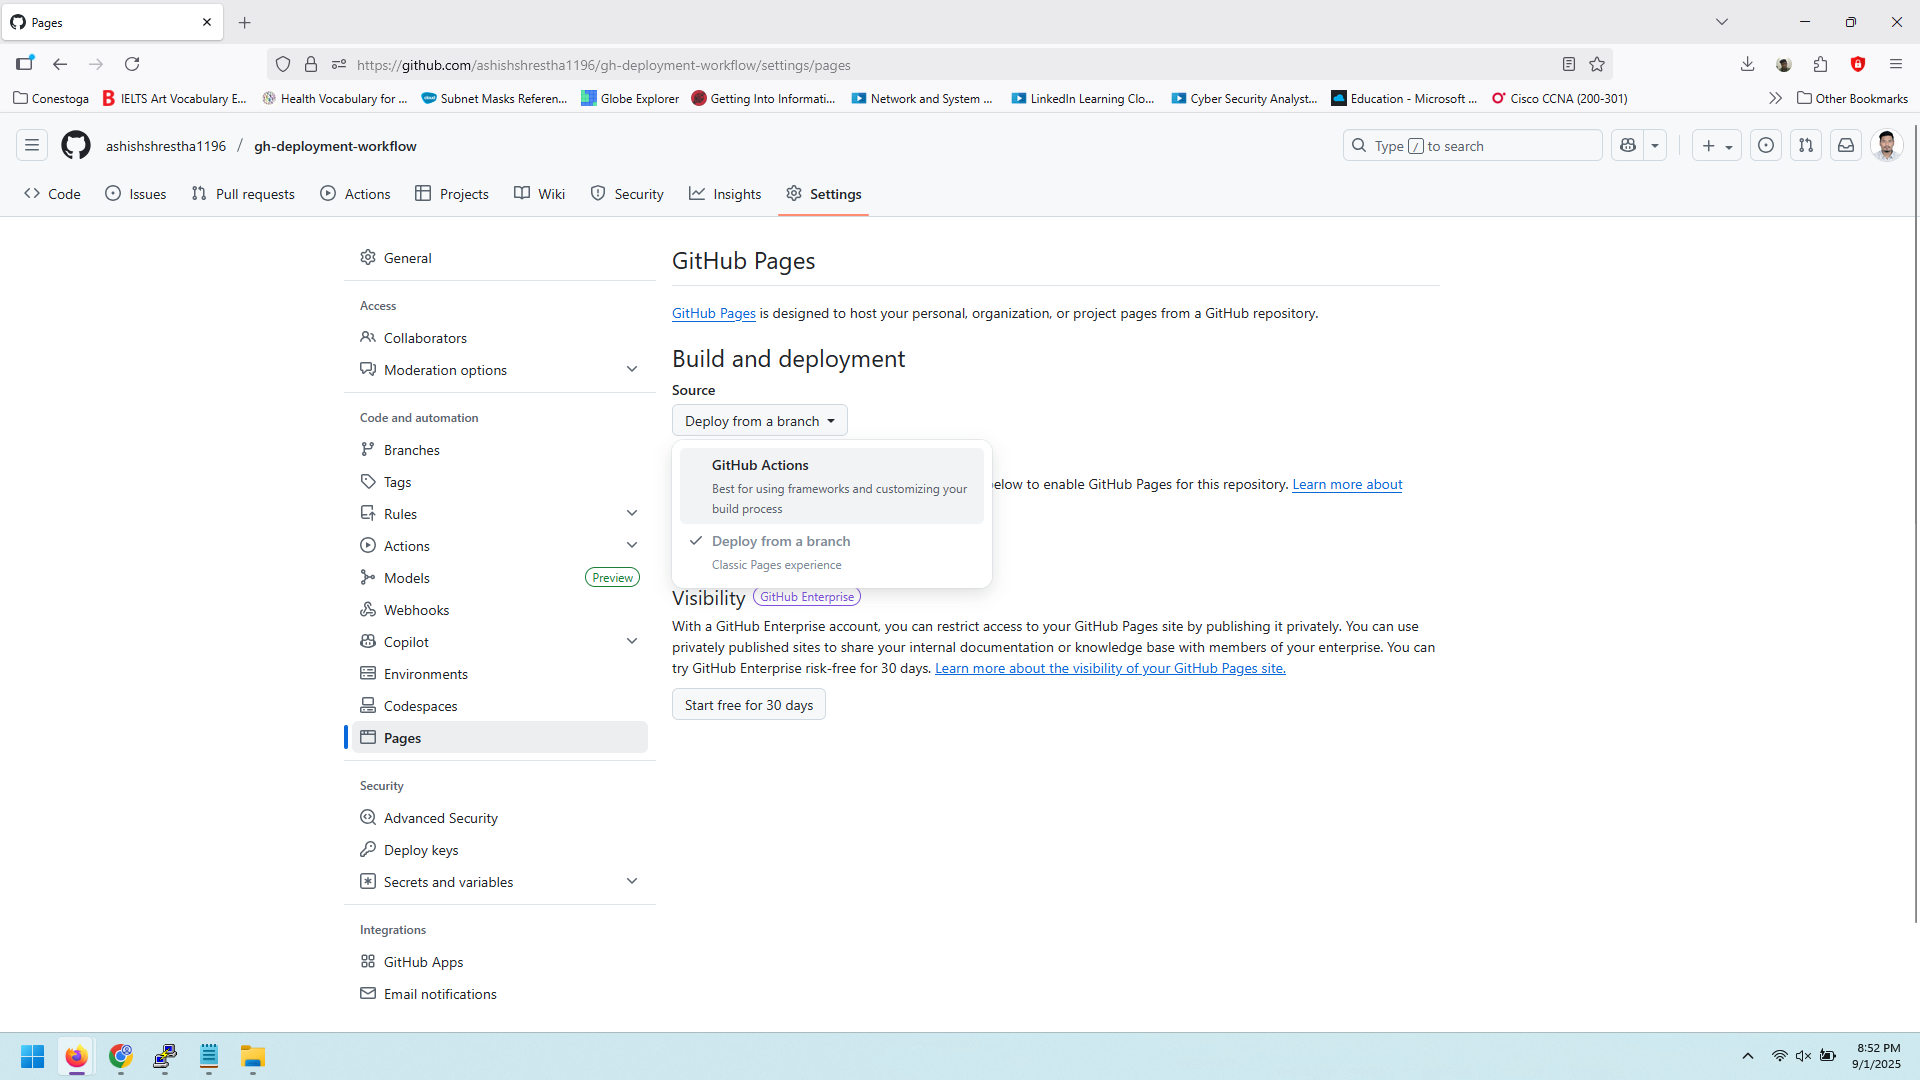 Pages
https://github.com/ashishshrestha1196/gh-deployment-workflow/settings/pages
Conestoga
IELTS Art Vocabulary E...
Health Vocabulary for ...
Subnet Masks Referen...
Globe Explorer
Getting Into Informati...
Network and System ...
LinkedIn Learning Clo...
Cyber Security Analyst...
Education - Microsoft ...
Cisco CCNA (200-301)
Other Bookmarks
ashishshrestha1196 / gh-deployment-workflow
Type / to search
Code
Issues
Pull requests
Actions
Projects
Wiki
Security
Insights
Settings
General
Access
Collaborators
Moderation options
Code and automation
Branches
Tags
Rules
Actions
Models
Preview
Webhooks
Copilot
Environments
Codespaces
Pages
Security
Advanced Security
Deploy keys
Secrets and variables
Integrations
GitHub Apps
Email notifications
GitHub Pages
GitHub Pages is designed to host your personal, organization, or project pages from a GitHub repository.
Build and deployment
Source
Deploy from a branch
GitHub Actions
Best for using frameworks and customizing your
build process
Deploy from a branch
Classic Pages experience
elow to enable GitHub Pages for this repository. Learn more about
Visibility GitHub Enterprise
With a GitHub Enterprise account, you can restrict access to your GitHub Pages site by publishing it privately. You can use
privately published sites to share your internal documentation or knowledge base with members of your enterprise. You can
try GitHub Enterprise risk-free for 30 days. Learn more about the visibility of your GitHub Pages site.
Start free for 30 days
8:52 PM
9/1/2025